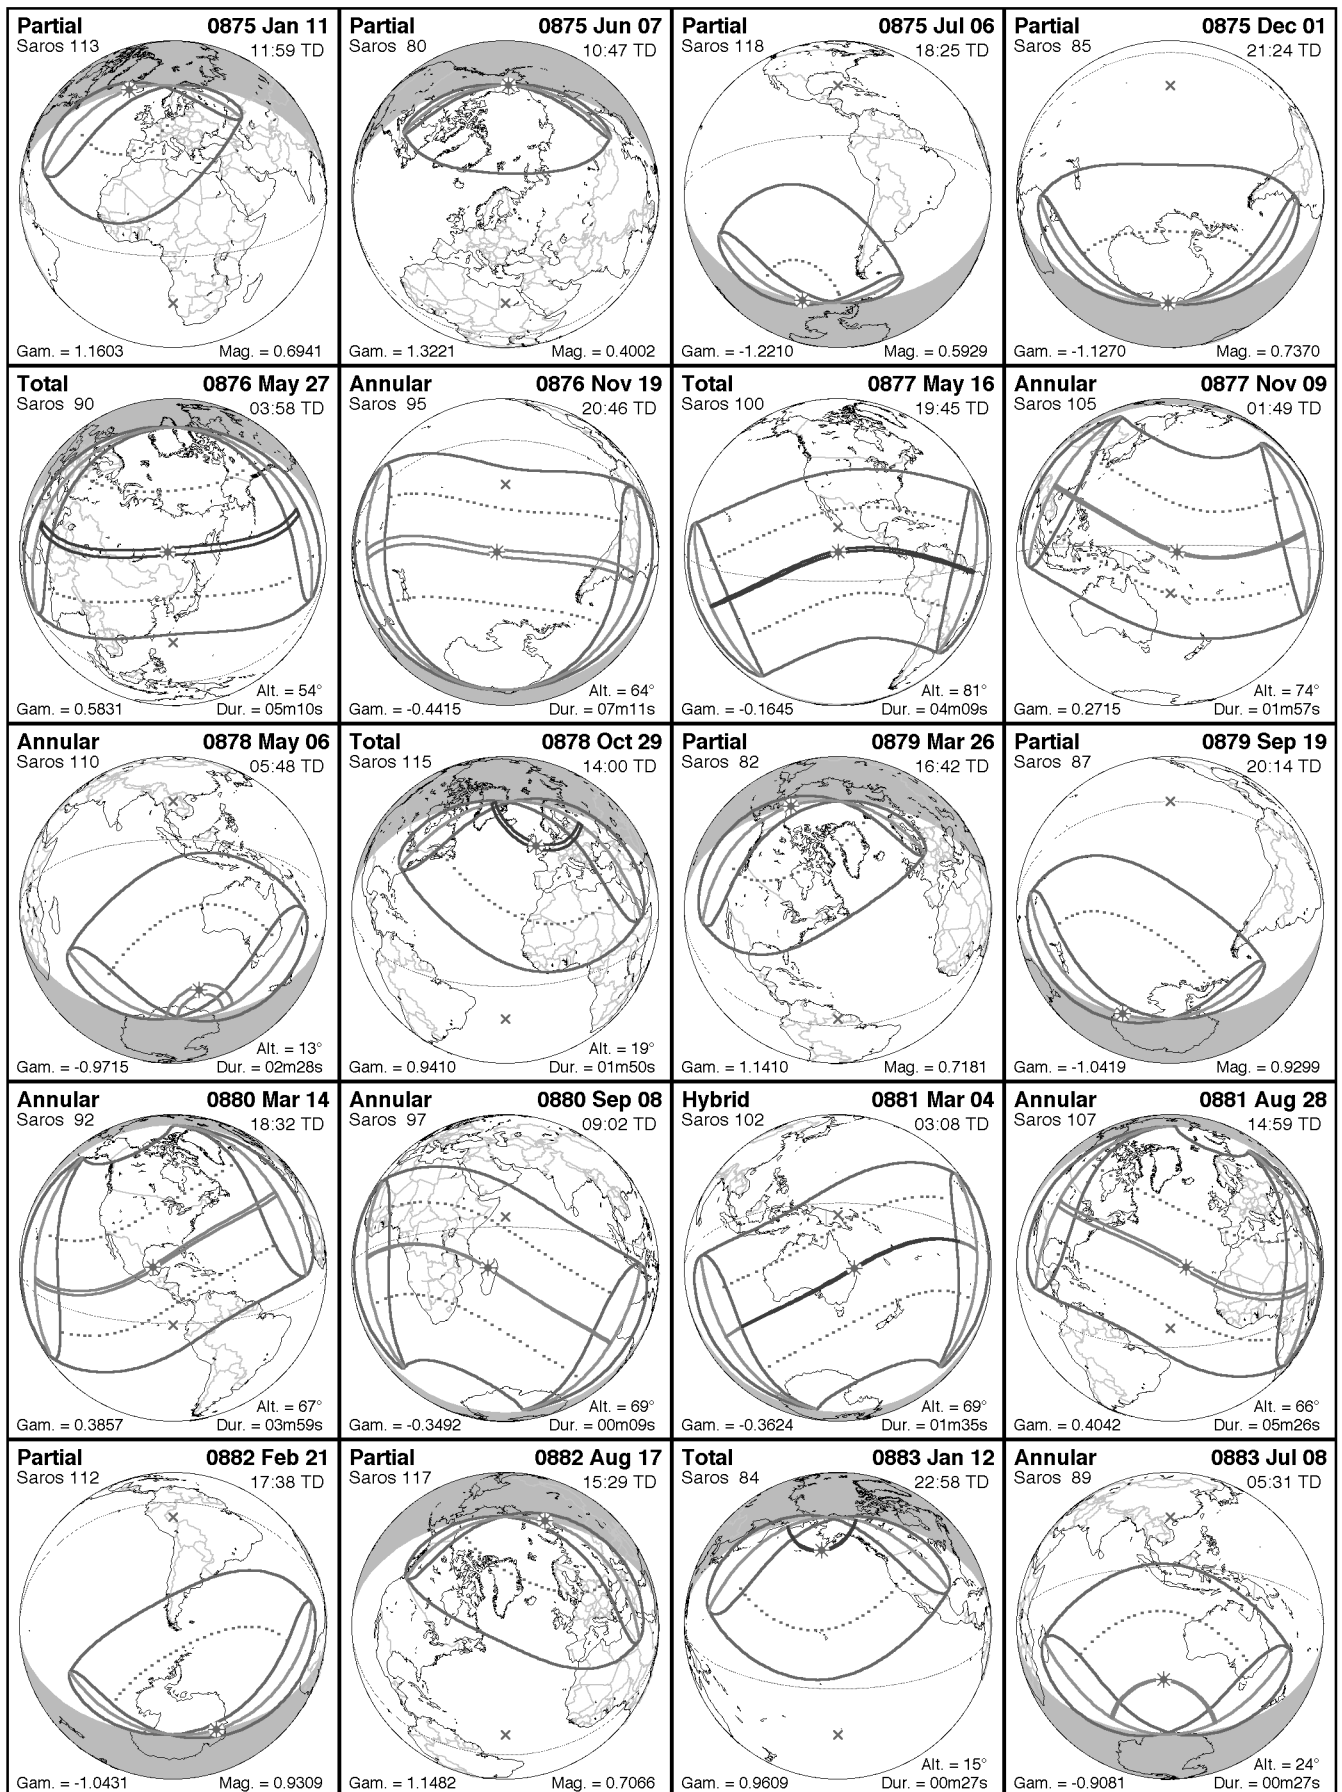 Partial 0875 Jan 11
Saros 113 11:59 TD
Gam. = 1.1603 Mag. = 0.6941
Partial 0875 Jun 07
Saros 80 10:47 TD
Gam. = 1.3221 Mag. = 0.4002
Partial 0875 Jul 06
Saros 118 18:25 TD
Gam. = -1.2210 Mag. = 0.5929
Partial 0875 Dec 01
Saros 85 21:24 TD
Gam. = -1.1270 Mag. = 0.7370
Total 0876 May 27
Saros 90 03:58 TD
Alt. = 54°
Gam. = 0.5831 Dur. = 05m10s
Annular 0876 Nov 19
Saros 95 20:46 TD
Alt. = 64°
Gam. = -0.4415 Dur. = 07m11s
Total 0877 May 16
Saros 100 19:45 TD
Alt. = 81°
Gam. = -0.1645 Dur. = 04m09s
Annular 0877 Nov 09
Saros 105 01:49 TD
Alt. = 74°
Gam. = 0.2715 Dur. = 01m57s
Annular 0878 May 06
Saros 110 05:48 TD
Alt. = 13°
Gam. = -0.9715 Dur. = 02m28s
Total 0878 Oct 29
Saros 115 14:00 TD
Alt. = 19°
Gam. = 0.9410 Dur. = 01m50s
Partial 0879 Mar 26
Saros 82 16:42 TD
Gam. = 1.1410 Mag. = 0.7181
Partial 0879 Sep 19
Saros 87 20:14 TD
Gam. = -1.0419 Mag. = 0.9299
Annular 0880 Mar 14
Saros 92 18:32 TD
Alt. = 67°
Gam. = 0.3857 Dur. = 03m59s
Annular 0880 Sep 08
Saros 97 09:02 TD
Alt. = 69°
Gam. = -0.3492 Dur. = 00m09s
Hybrid 0881 Mar 04
Saros 102 03:08 TD
Alt. = 69°
Gam. = -0.3624 Dur. = 01m35s
Annular 0881 Aug 28
Saros 107 14:59 TD
Alt. = 66°
Gam. = 0.4042 Dur. = 05m26s
Partial 0882 Feb 21
Saros 112 17:38 TD
Gam. = -1.0431 Mag. = 0.9309
Partial 0882 Aug 17
Saros 117 15:29 TD
Gam. = 1.1482 Mag. = 0.7066
Total 0883 Jan 12
Saros 84 22:58 TD
Alt. = 15°
Gam. = 0.9609 Dur. = 00m27s
Annular 0883 Jul 08
Saros 89 05:31 TD
Alt. = 24°
Gam. = -0.9081 Dur. = 00m27s